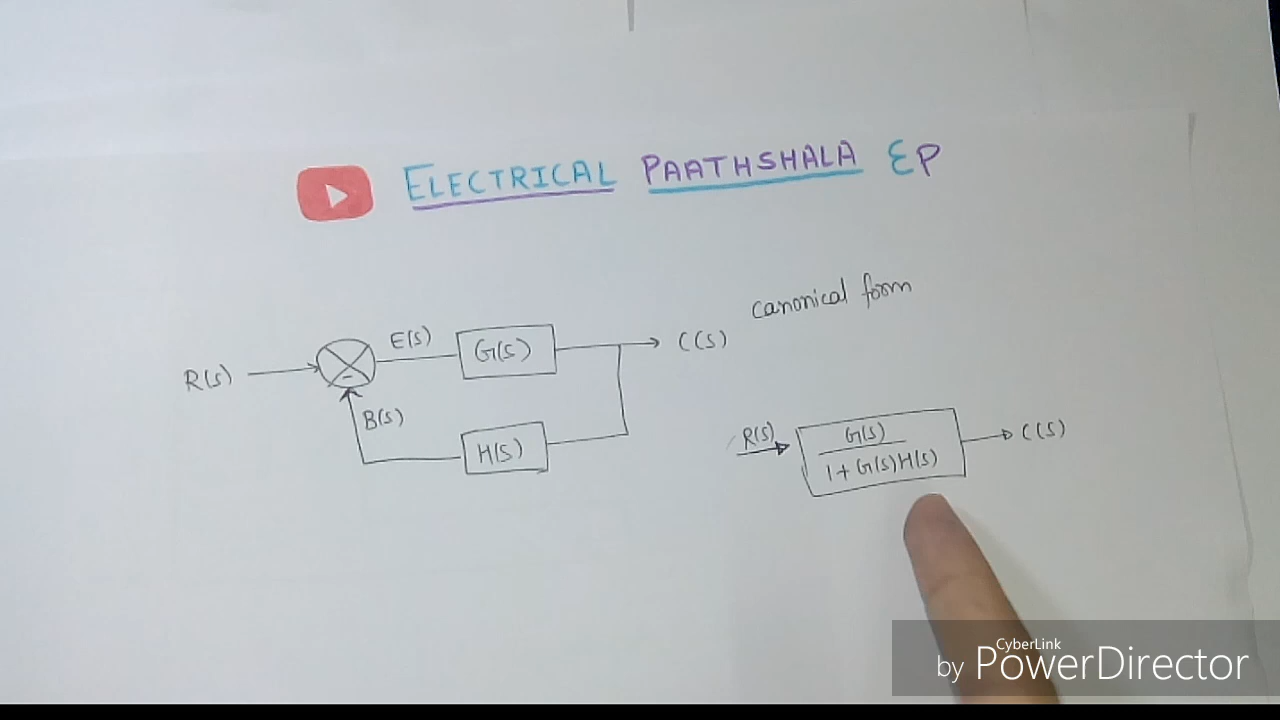 ELECTRICAL PAATHSHALA EP
canonical form
R(s)
E(s)
G(s)
C(s)
B(s)
-
H(s)
R(s)
G(s)
1+G(s)H(s)
C(s)
CyberLink
by PowerDirector